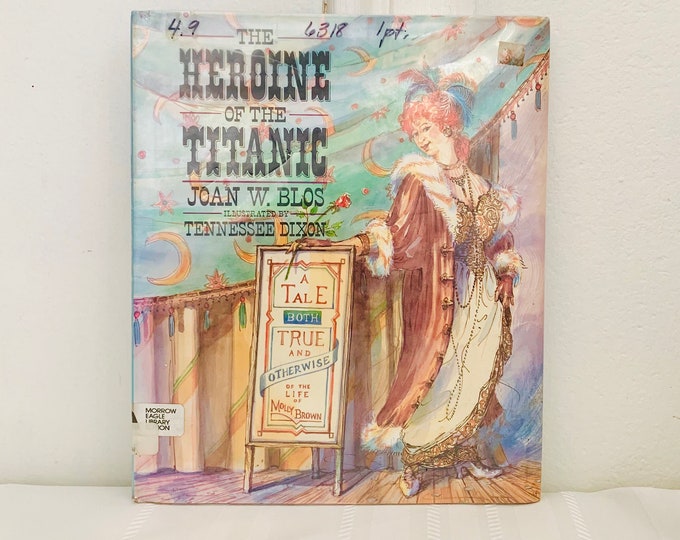 4.9 6318 1pt.
THE
HEROINE
OF THE
TITANIC
JOAN W. BLOS
ILLUSTRATED BY
TENNESSEE DIXON
A
TALE
BOTH
TRUE
AND
OTHERWISE
OF THE
LIFE
OF
MOLLY BROWN
MORROW
EAGLE
LIBRARY